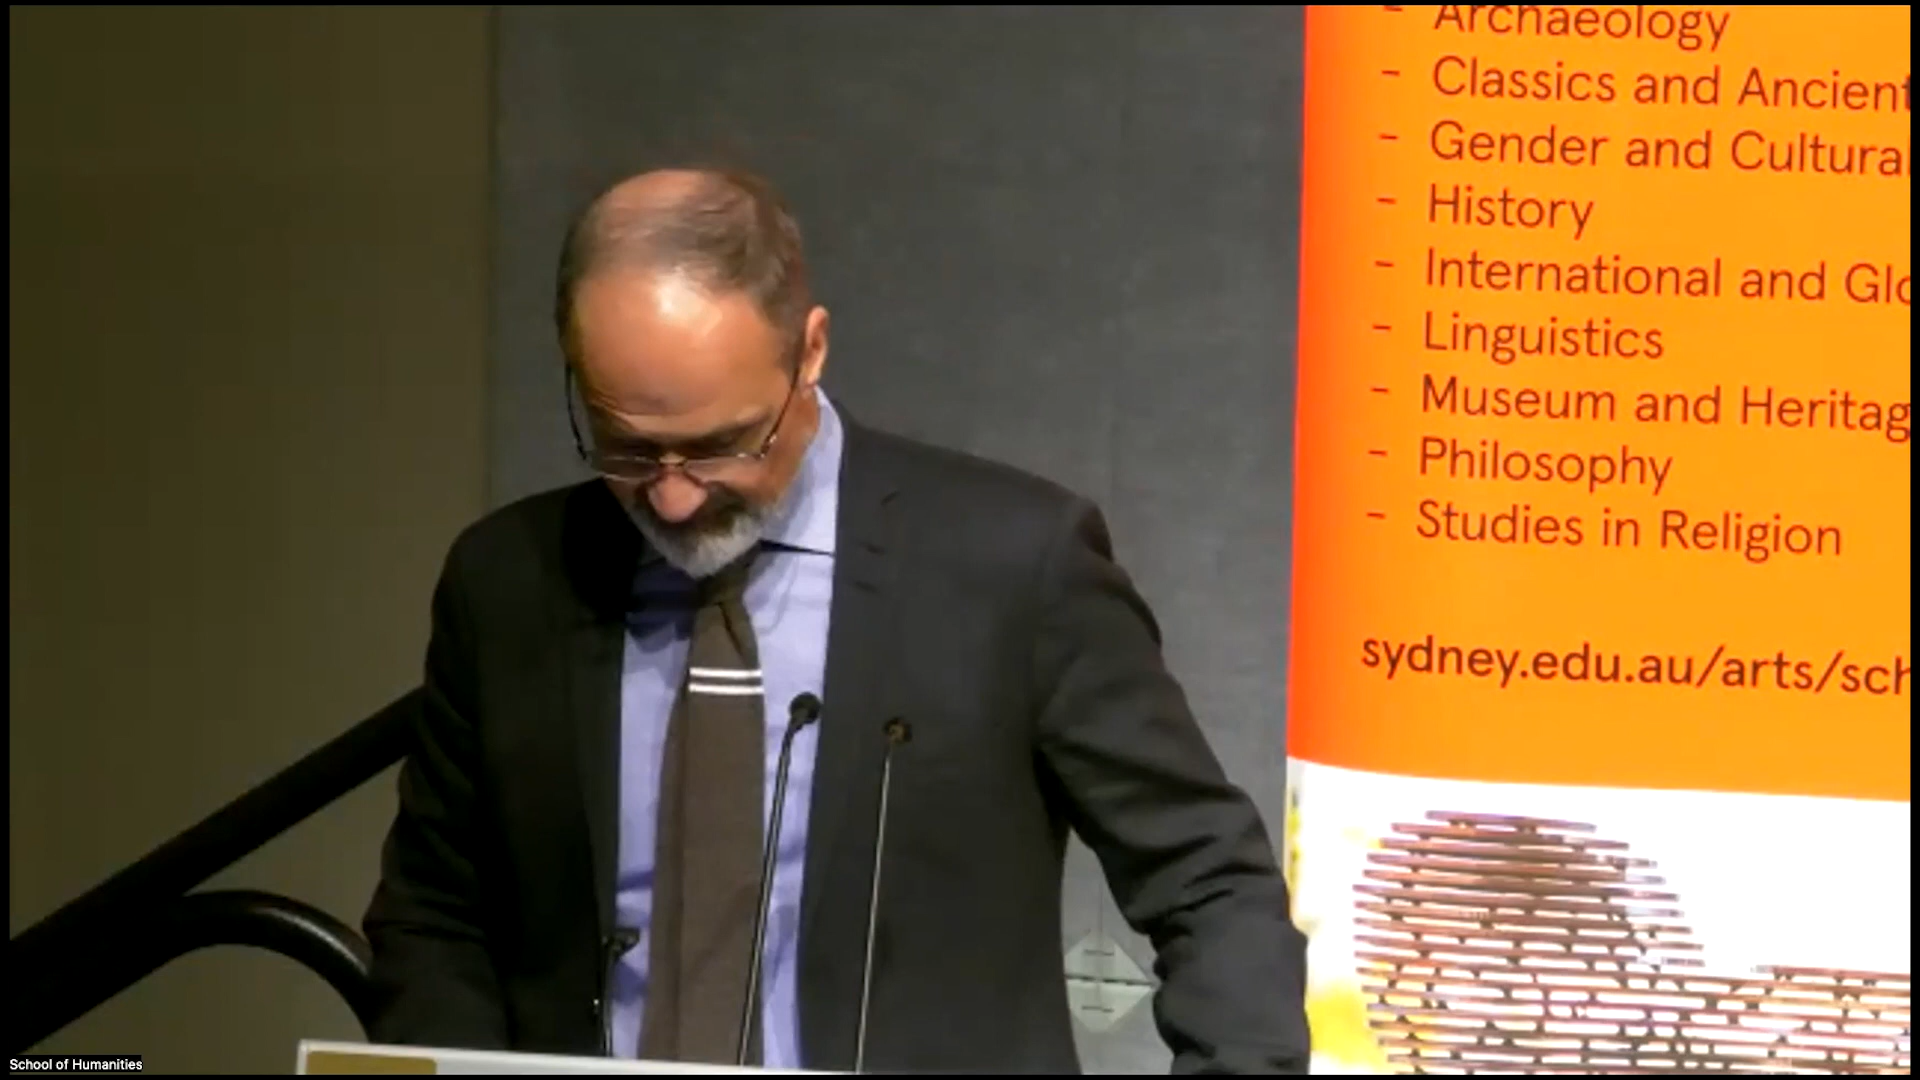 - Archaeology
- Classics and Ancient
- Gender and Cultural
- History
- International and Glo
- Linguistics
- Museum and Heritag
- Philosophy
- Studies in Religion
sydney.edu.au/arts/sch
School of Humanities